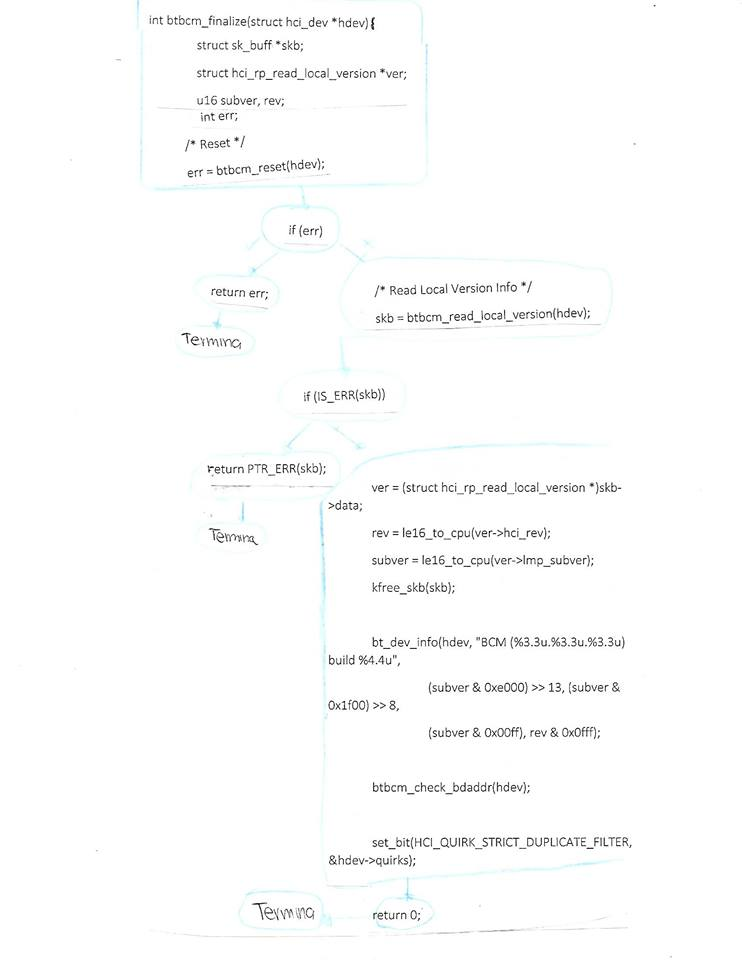 int btbcm_finalize(struct hci_dev *hdev){
struct sk_buff *skb;
struct hci_rp_read_local_version *ver;
u16 subver, rev;
int err;
/* Reset */
err = btbcm_reset(hdev);
if (err)
return err;
Termina
/* Read Local Version Info */
skb = btbcm_read_local_version(hdev);
if (IS_ERR(skb))
return PTR_ERR(skb);
Termina
ver = (struct hci_rp_read_local_version *)skb-
>data;
rev = le16_to_cpu(ver->hci_rev);
subver = le16_to_cpu(ver->lmp_subver);
kfree_skb(skb);
bt_dev_info(hdev, "BCM (%3.3u.%3.3u.%3.3u)
build %4.4u",
(subver & 0xe000) >> 13, (subver &
0x1f00) >> 8,
(subver & 0x00ff), rev & 0x0fff);
btbcm_check_bdaddr(hdev);
set_bit(HCI_QUIRK_STRICT_DUPLICATE_FILTER,
&hdev->quirks);
Termina
return 0;